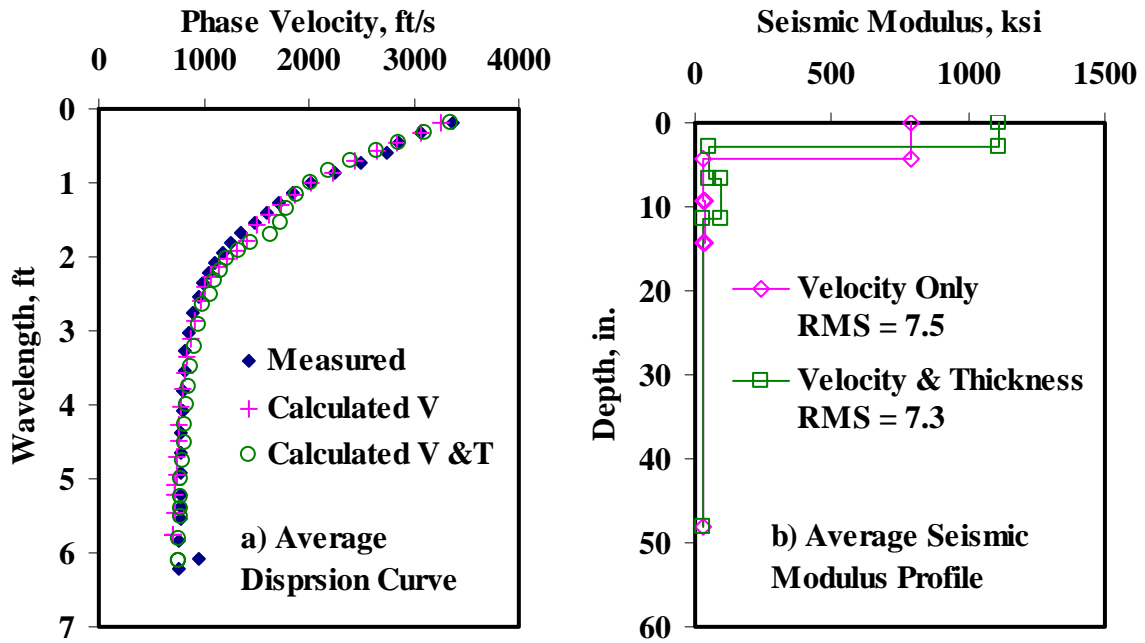 Phase Velocity, ft/s
0 1000 2000 3000 4000
0
1
2
3
4
5
6
7
Wavelength, ft
Measured
Calculated V
Calculated V &T
a) Average
Disprsion Curve
Seismic Modulus, ksi
0 500 1000 1500
0
10
20
30
40
50
60
Depth, in.
Velocity Only
RMS = 7.5
Velocity & Thickness
RMS = 7.3
b) Average Seismic
Modulus Profile